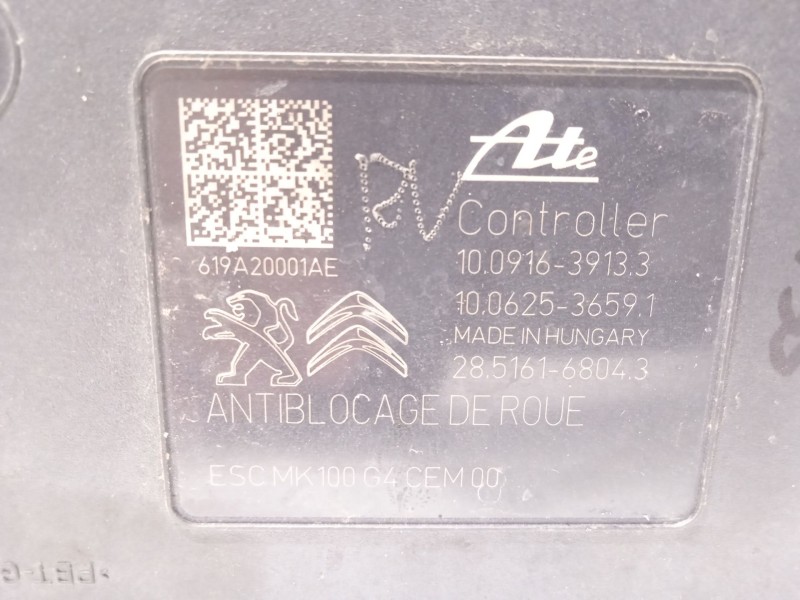 Ate
RV
Controller
619A20001AE
10.0916-3913.3
10.0625-3659.1
MADE IN HUNGARY
28.5161-6804.3
ANTIBLOCAGE DE ROUE
ESC MK100 G4 CEM 00